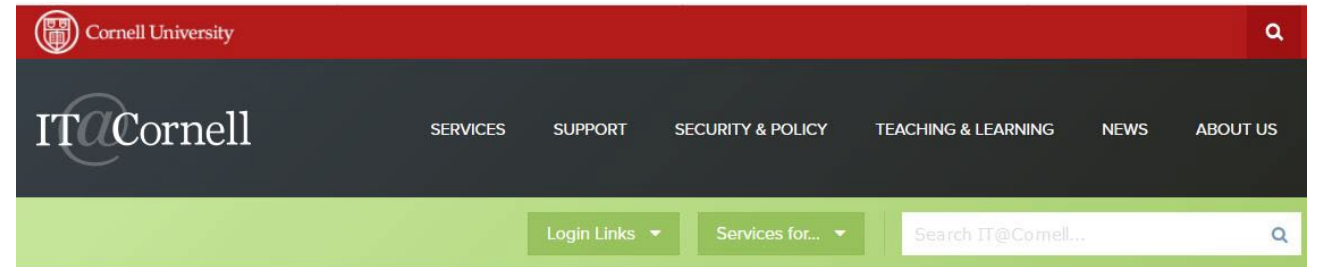 Cornell University
IT@Cornell
SERVICES SUPPORT SECURITY & POLICY TEACHING & LEARNING NEWS ABOUT US
Login Links Services for... Search IT@Cornell...